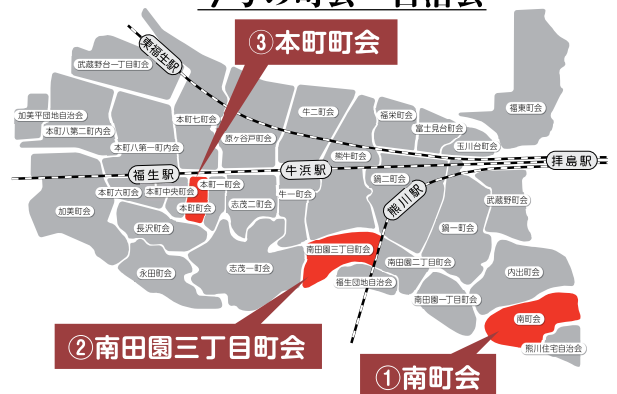 今号の町会・自治会
③本町町会
東福生駅
武蔵野台一丁目町会
加美平団地自治会
本町八第二町内会
本町七町会
本町八第一町内会
原ヶ谷戸町会
牛二町会
福栄町会
富士見台町会
福東町会
玉川台町会
熊牛町会
福生駅
牛浜駅
拝島駅
本町六町会
本町中央町会
本町一町会
本町町会
志茂二町会
牛一町会
鍋二町会
熊川駅
武蔵野町会
加美町会
長沢町会
鍋一町会
永田町会
志茂一町会
南田園三丁目町会
南田園二丁目町会
福生団地自治会
南田園一丁目町会
内出町会
南町会
熊川住宅自治会
②南田園三丁目町会
①南町会